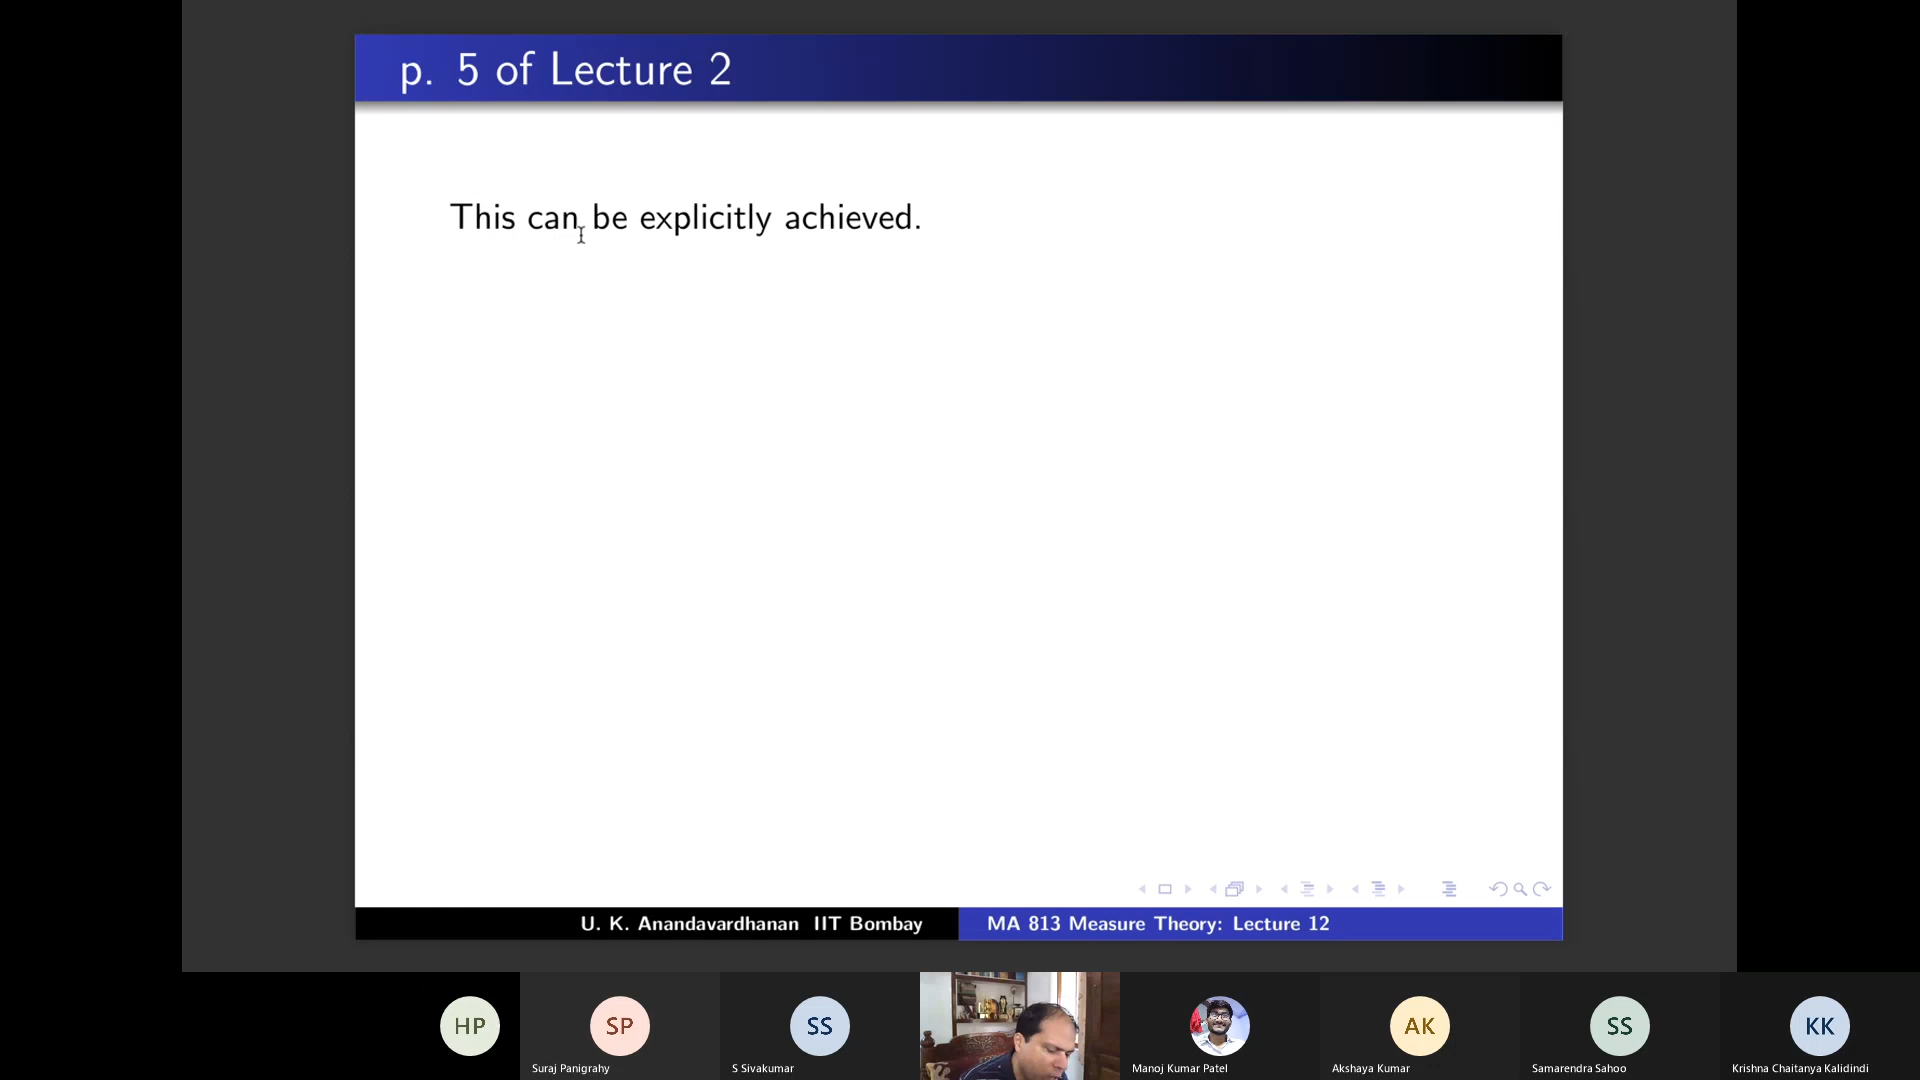 p. 5 of Lecture 2
This can be explicitly achieved.
U. K. Anandavardhanan IIT Bombay
MA 813 Measure Theory: Lecture 12
HP
SP
SS
AK
SS
KK
Suraj Panigrahy
S Sivakumar
Manoj Kumar Patel
Akshaya Kumar
Samarendra Sahoo
Krishna Chaitanya Kalidindi